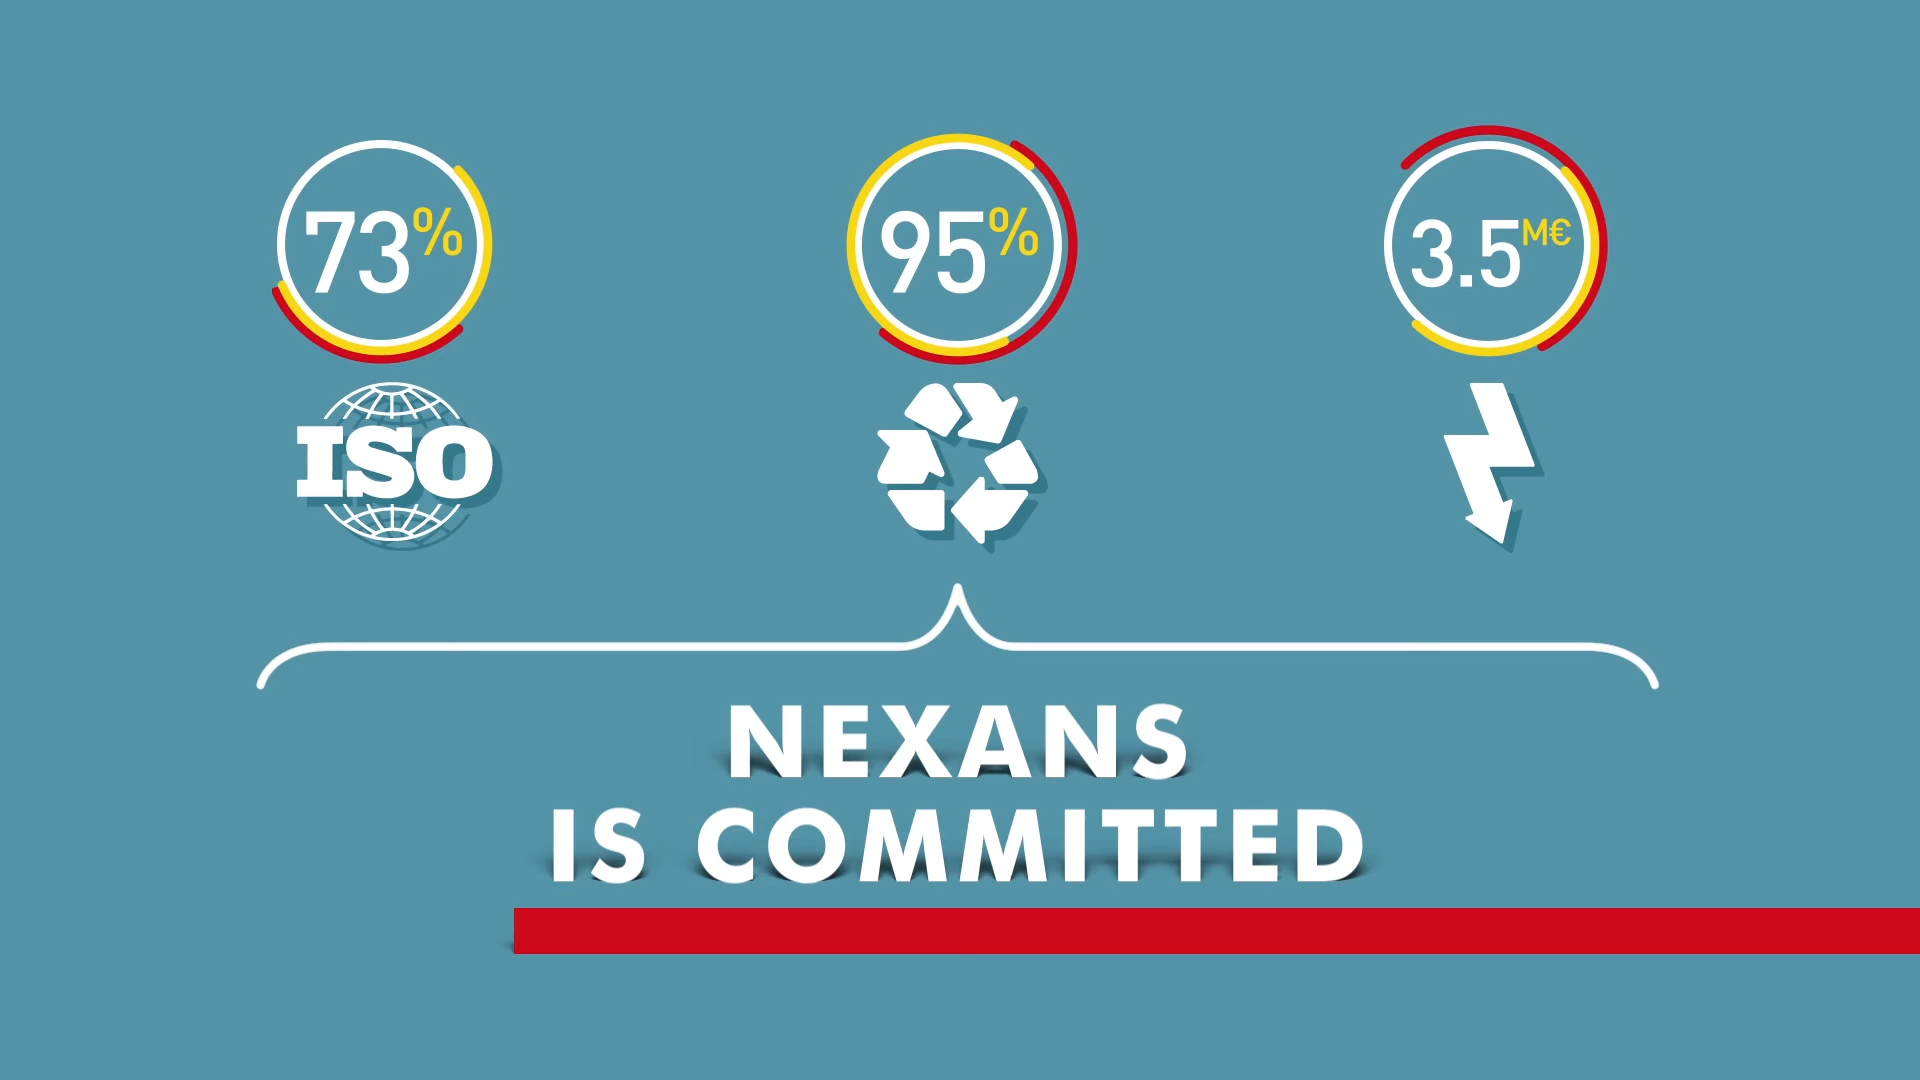 73%
95%
3.5M€
ISO
NEXANS
IS COMMITTED